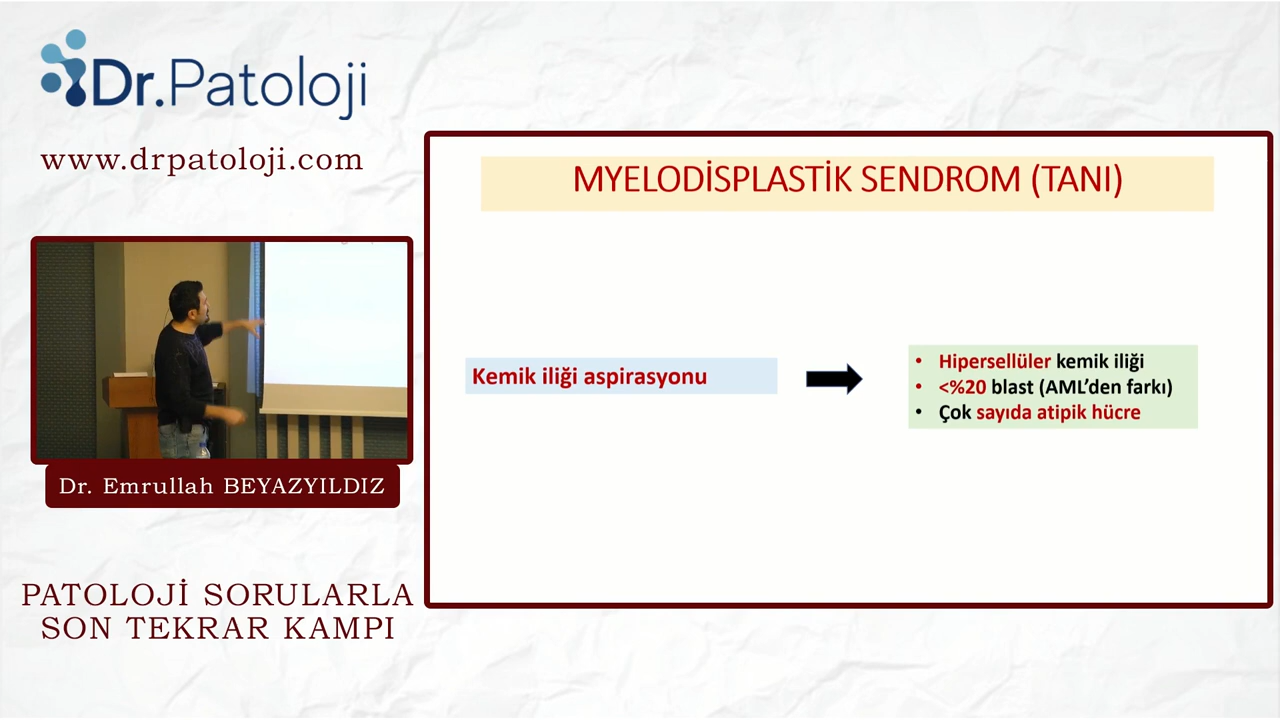 Dr.Patoloji
www.drpatoloji.com
MYELODİSPLASTİK SENDROM (TANI)
Kemik iliği aspirasyonu
• Hipersellüler kemik iliği
• <%20 blast (AML’den farkı)
• Çok sayıda atipik hücre
Dr. Emrullah BEYAZYILDIZ
PATOLOJİ SORULARLA
SON TEKRAR KAMPI